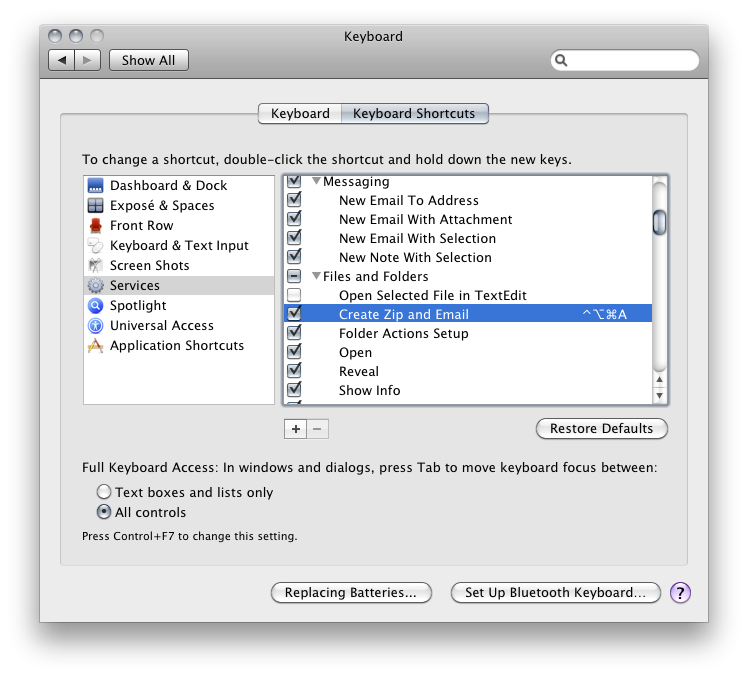 Keyboard
Show All
Keyboard
Keyboard Shortcuts
To change a shortcut, double-click the shortcut and hold down the new keys.
Dashboard & Dock
Exposé & Spaces
Front Row
Keyboard & Text Input
Screen Shots
Services
Spotlight
Universal Access
Application Shortcuts
Messaging
New Email To Address
New Email With Attachment
New Email With Selection
New Note With Selection
Files and Folders
Open Selected File in TextEdit
Create Zip and Email ^⌥⌘A
Folder Actions Setup
Open
Reveal
Show Info
+ −
Restore Defaults
Full Keyboard Access: In windows and dialogs, press Tab to move keyboard focus between:
Text boxes and lists only
All controls
Press Control+F7 to change this setting.
Replacing Batteries...
Set Up Bluetooth Keyboard...
?